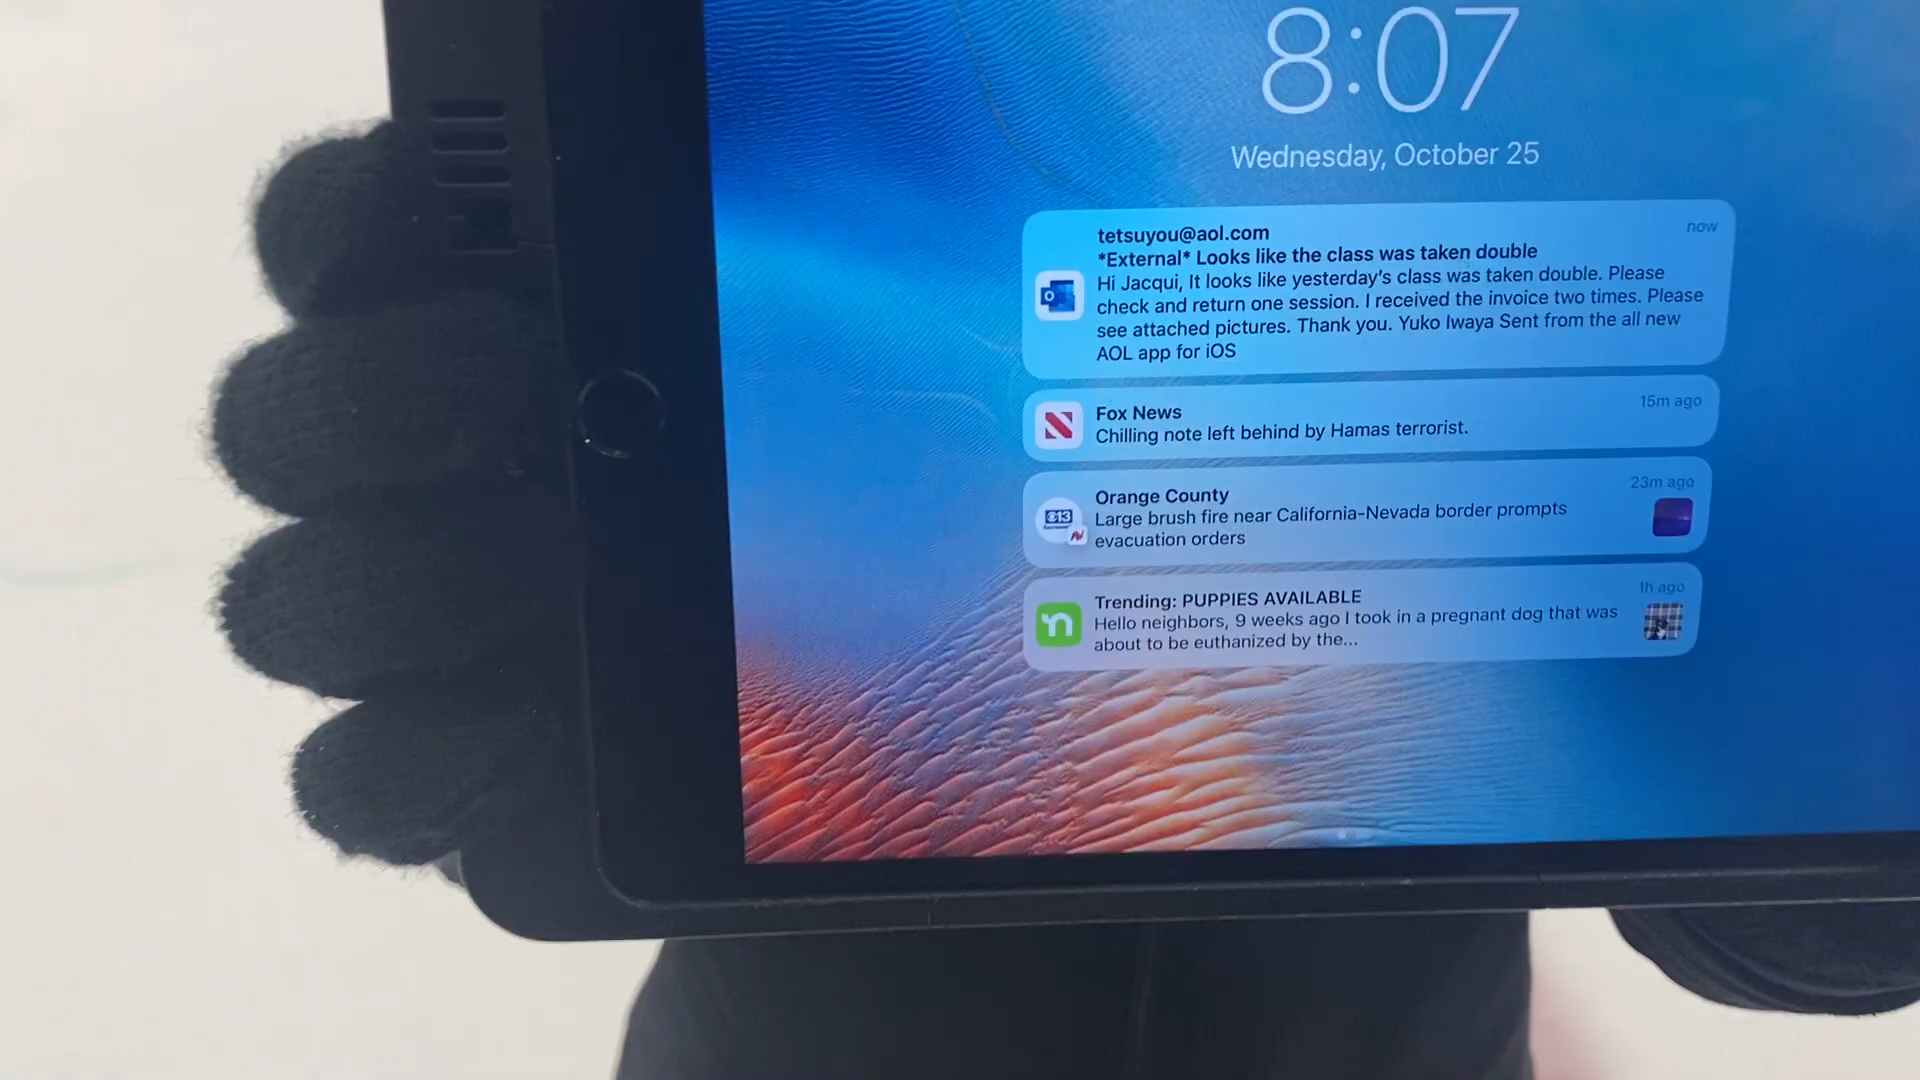 8:07
Wednesday, October 25
tetsuyou@aol.com
now
*External* Looks like the class was taken double
Hi Jacqui, It looks like yesterday's class was taken double. Please
check and return one session. I received the invoice two times. Please
see attached pictures. Thank you. Yuko Iwaya Sent from the all new
AOL app for iOS
Fox News
15m ago
Chilling note left behind by Hamas terrorist.
Orange County
23m ago
Large brush fire near California-Nevada border prompts
evacuation orders
Trending: PUPPIES AVAILABLE
1h ago
Hello neighbors, 9 weeks ago I took in a pregnant dog that was
about to be euthanized by the...